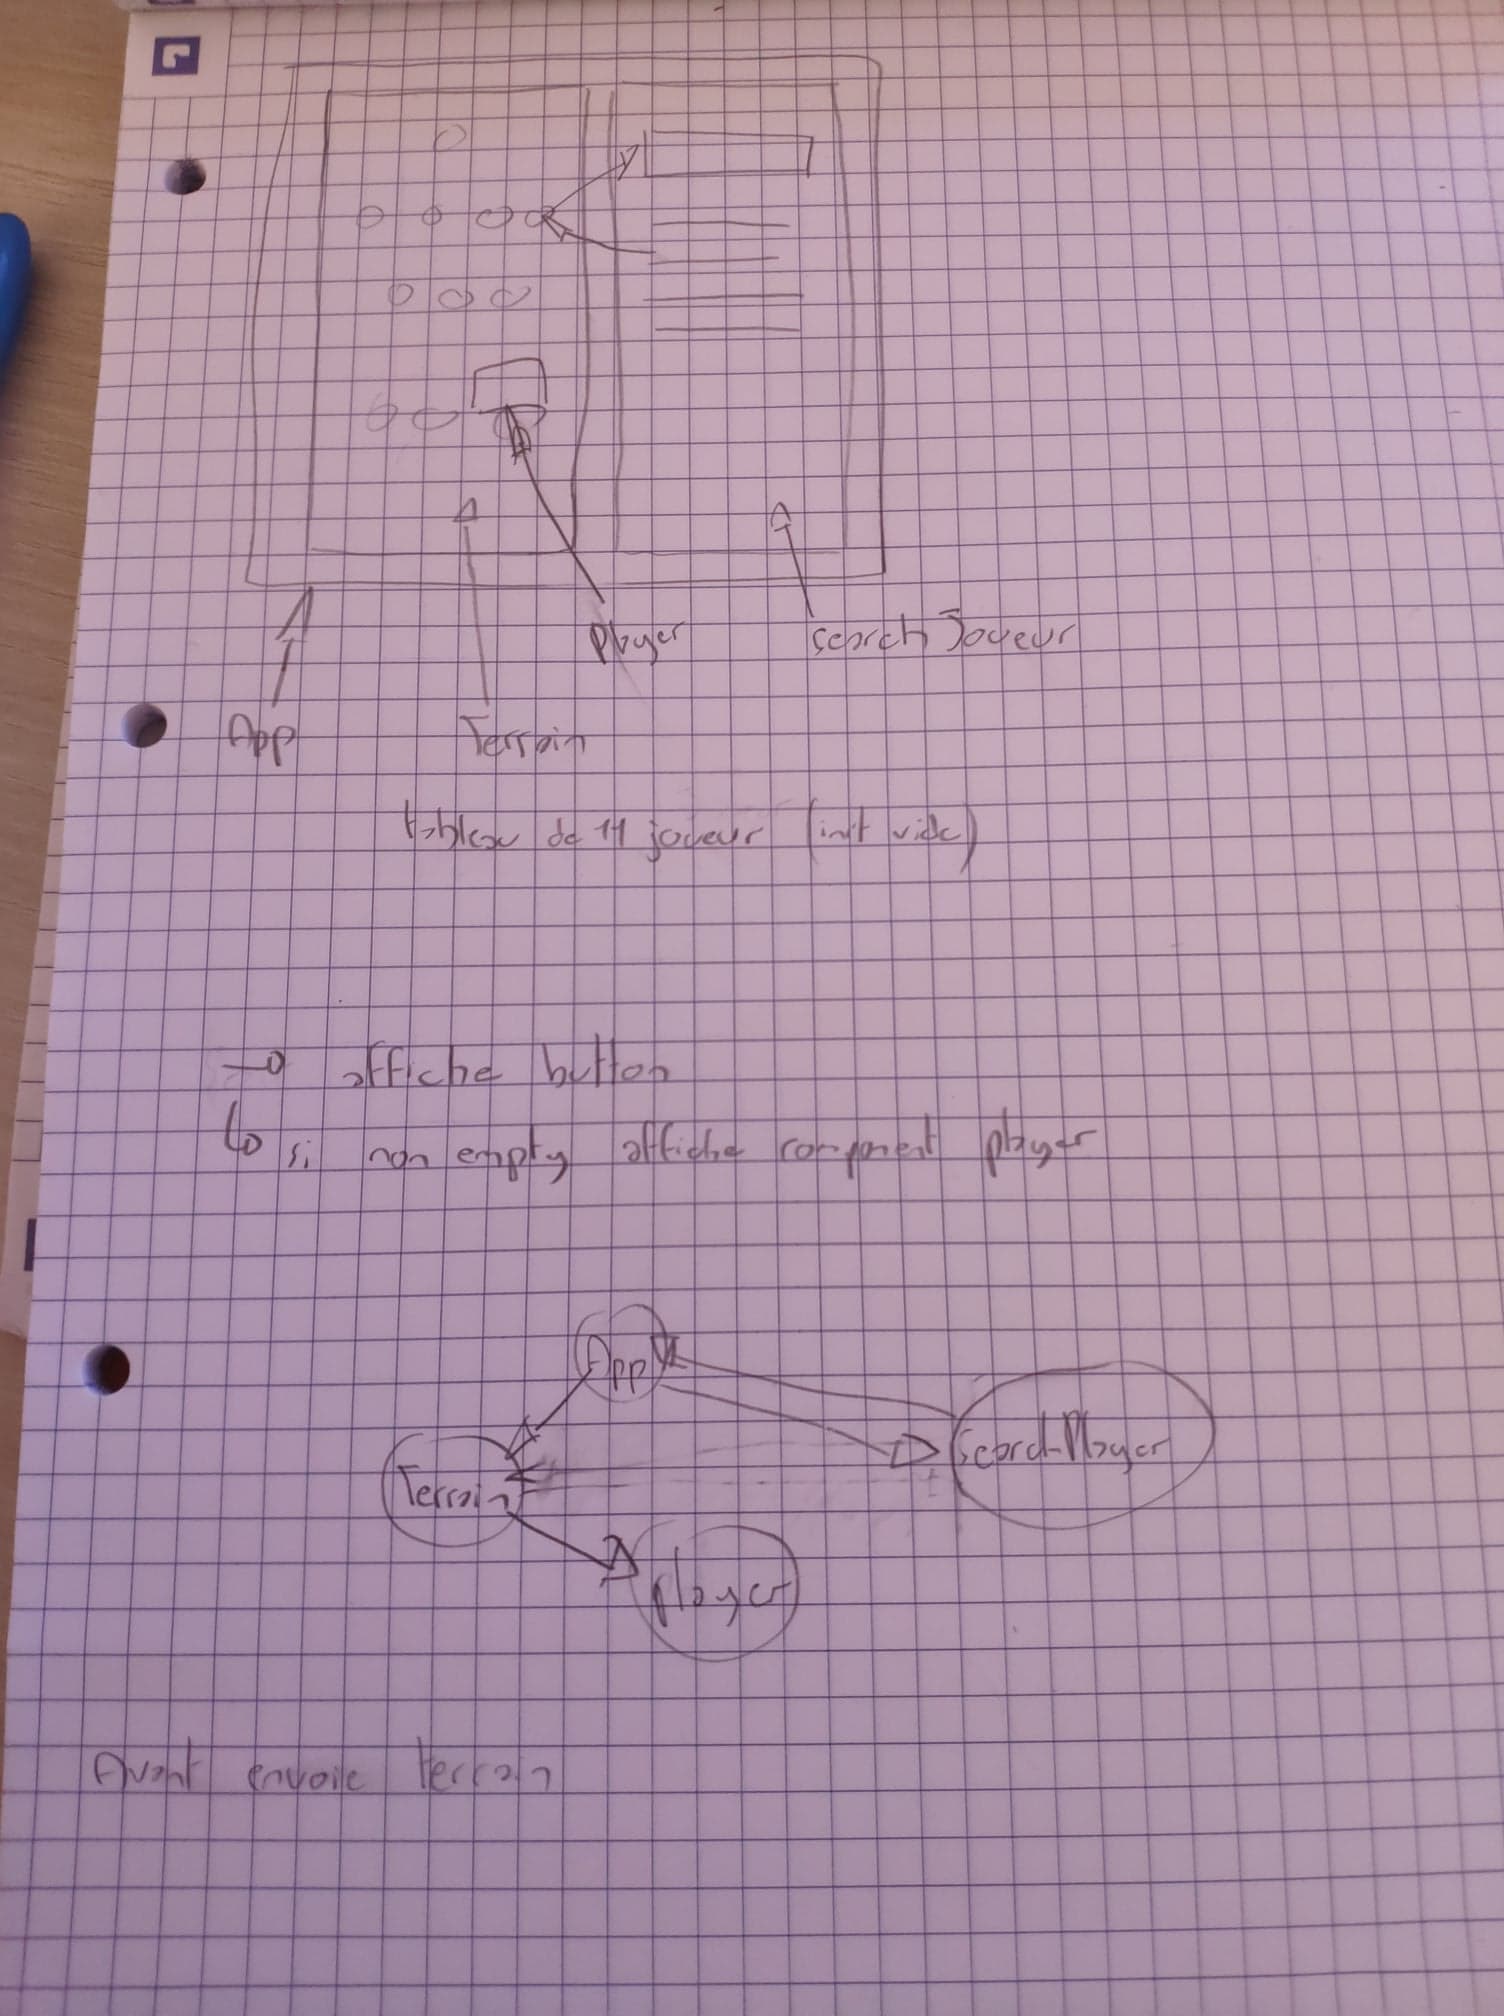 Player
search Joueur
App
Terrain
tableau de 11 joueur (init vide)
affiche button
si non empty affiche component player
App
Search Player
Terrain
player
Avant envoie terrain